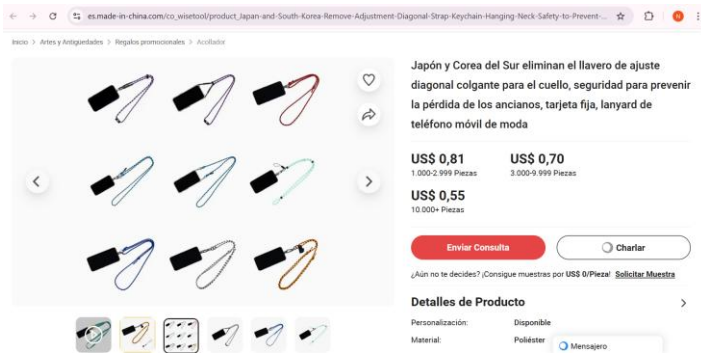 es.made-in-china.com/co_wisetool/product_Japan-and-South-Korea-Remove-Adjustment-Diagonal-Strap-Keychain-Hanging-Neck-Safety-to-Prevent-...
Inicio > Artes y Antigüedades > Regalos promocionales > Acollador
Japón y Corea del Sur eliminan el llavero de ajuste
diagonal colgante para el cuello, seguridad para prevenir
la pérdida de los ancianos, tarjeta fija, lanyard de
teléfono móvil de moda
US$ 0,81 US$ 0,70
1.000-2.999 Piezas 3.000-9.999 Piezas
US$ 0,55
10.000+ Piezas
Enviar Consulta Charlar
¿Aún no te decides? ¡Consigue muestras por US$ 0/Pieza! Solicitar Muestra
Detalles de Producto
Personalización: Disponible
Material: Poliéster
Mensajero